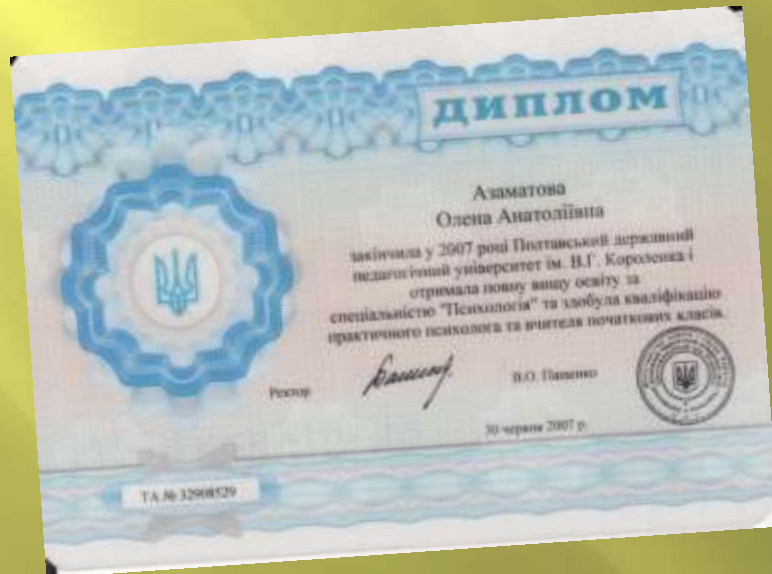 ДИПЛОМ
Азаматова
Олена Анатоліївна
закінчила у 2007 році Полтавський державний
педагогічний університет ім. В.Г. Короленка і
отримала повну вищу освіту за
спеціальністю "Психологія" та здобула кваліфікацію
практичного психолога та вчителя початкових класів.
Ректор
В.О. Пащенко
30 червня 2007 р.
ТА № 32908529